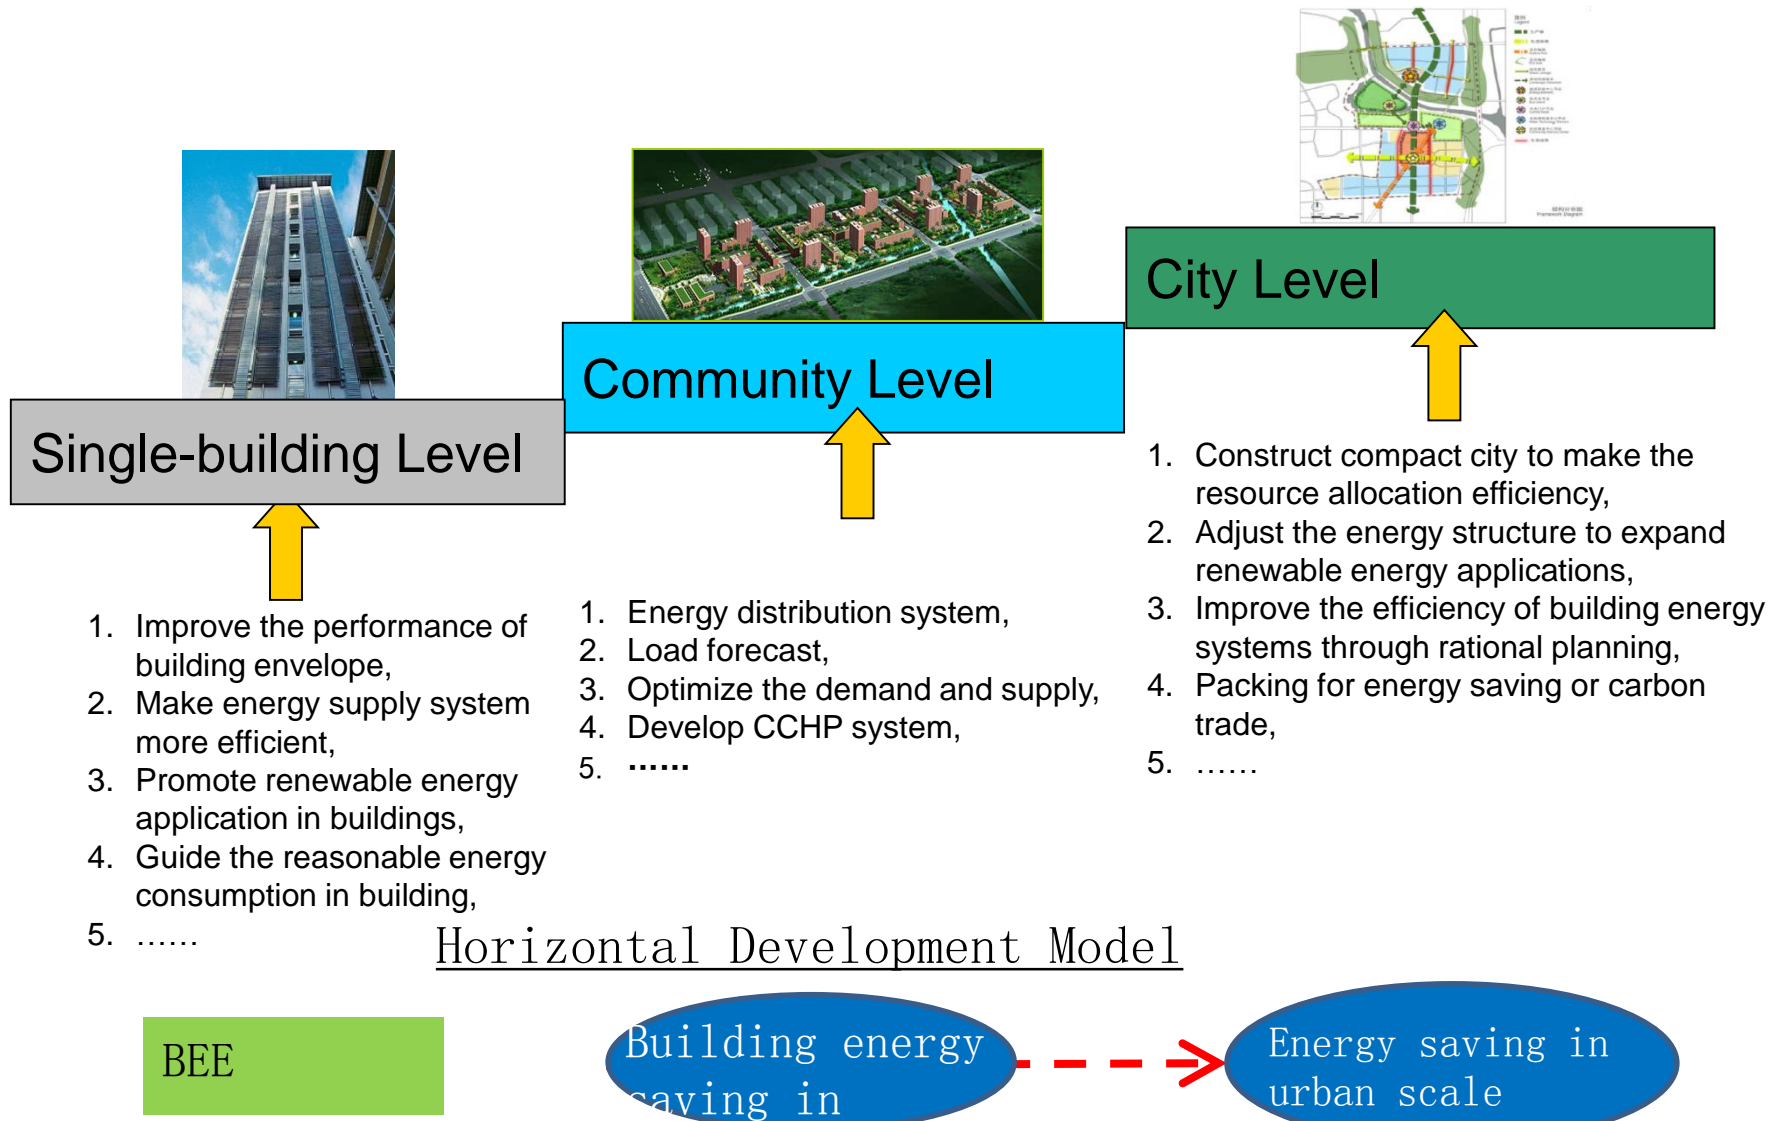 City Level
Community Level
Single-building Level
1. Improve the performance of
building envelope,
2. Make energy supply system
more efficient,
3. Promote renewable energy
application in buildings,
4. Guide the reasonable energy
consumption in building,
5. ……
1. Energy distribution system,
2. Load forecast,
3. Optimize the demand and supply,
4. Develop CCHP system,
5. ……
1. Construct compact city to make the
resource allocation efficiency,
2. Adjust the energy structure to expand
renewable energy applications,
3. Improve the efficiency of building energy
systems through rational planning,
4. Packing for energy saving or carbon
trade,
5. ……
Horizontal Development Model
BEE
Building energy
saving in
Energy saving in
urban scale